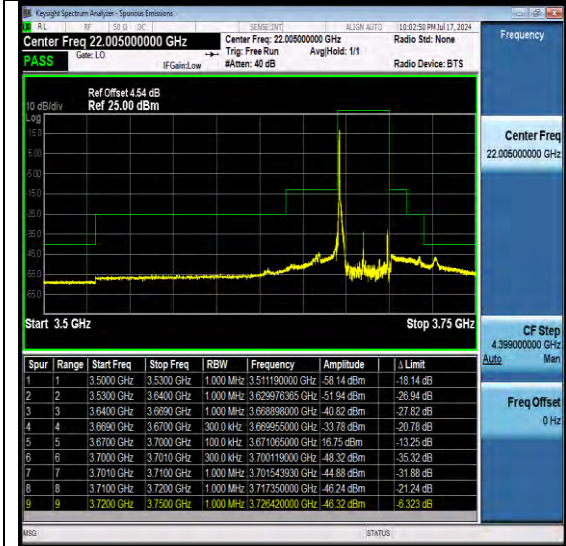 Keysight Spectrum Analyzer - Spurious Emissions
RL RF 50 Ω DC SENSE:INT ALIGN AUTO 10:02:50 PM Jul 17, 2024
Center Freq 22.005000000 GHz
Center Freq: 22.005000000 GHz
Radio Std: None
Gate: LO
Trig: Free Run Avg|Hold: 1/1
PASS
IFGain:Low
#Atten: 40 dB
Radio Device: BTS
Frequency
Ref Offset 4.54 dB
10 dB/div Ref 25.00 dBm
Log
15.0
5.00
-5.00
-15.0
-25.0
-35.0
-45.0
-55.0
-65.0
Start 3.5 GHz Stop 3.75 GHz
Center Freq
22.005000000 GHz
CF Step
4.399000000 GHz
Auto Man
Freq Offset
0 Hz
Spur Range Start Freq Stop Freq RBW Frequency Amplitude Δ Limit
1 1 3.5000 GHz 3.5300 GHz 1.000 MHz 3.511190000 GHz -58.14 dBm -18.14 dB
2 2 3.5300 GHz 3.6400 GHz 1.000 MHz 3.629976365 GHz -51.94 dBm -26.94 dB
3 3 3.6400 GHz 3.6690 GHz 1.000 MHz 3.668898000 GHz -40.82 dBm -27.82 dB
4 4 3.6690 GHz 3.6700 GHz 300.0 kHz 3.669955000 GHz -33.78 dBm -20.78 dB
5 5 3.6700 GHz 3.7000 GHz 100.0 kHz 3.671065000 GHz 16.75 dBm -13.25 dB
6 6 3.7000 GHz 3.7010 GHz 300.0 kHz 3.700119000 GHz -48.32 dBm -35.32 dB
7 7 3.7010 GHz 3.7100 GHz 1.000 MHz 3.701543930 GHz -44.88 dBm -31.88 dB
8 8 3.7100 GHz 3.7200 GHz 1.000 MHz 3.717350000 GHz -46.24 dBm -21.24 dB
9 9 3.7200 GHz 3.7500 GHz 1.000 MHz 3.726420000 GHz -46.32 dBm -6.323 dB
MSG STATUS